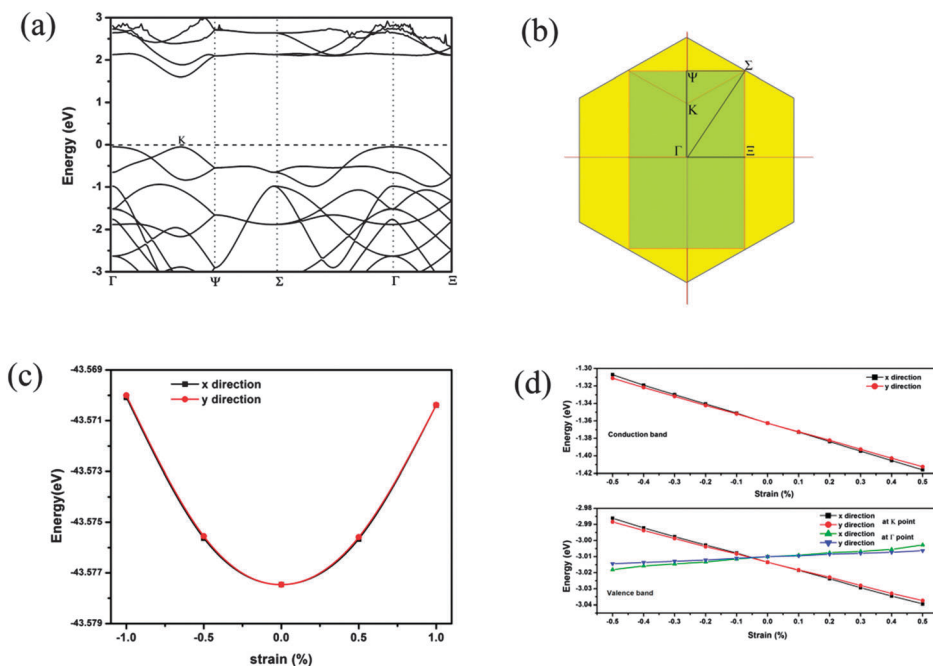 (a)
3
2
1
0
-1
-2
-3
Energy (eV)
K
Γ Ψ Σ Γ Ξ
(b)
Σ
Ψ
K
Γ Ξ
(c)
-43.569
-43.571
-43.573
-43.575
-43.577
-43.579
Energy(eV)
x direction
y direction
-1.0 -0.5 0.0 0.5 1.0
strain (%)
(d)
-1.30
-1.32
-1.34
-1.36
-1.38
-1.40
-1.42
Energy (eV)
x direction
y direction
Conduction band
-0.5 -0.4 -0.3 -0.2 -0.1 0.0 0.1 0.2 0.3 0.4 0.5
Strain (%)
-2.98
-2.99
-3.00
-3.01
-3.02
-3.03
-3.04
Energy (eV)
x direction
y direction at K point
x direction
y direction at Γ point
Valence band
-0.5 -0.4 -0.3 -0.2 -0.1 0.0 0.1 0.2 0.3 0.4 0.5
Strain (%)